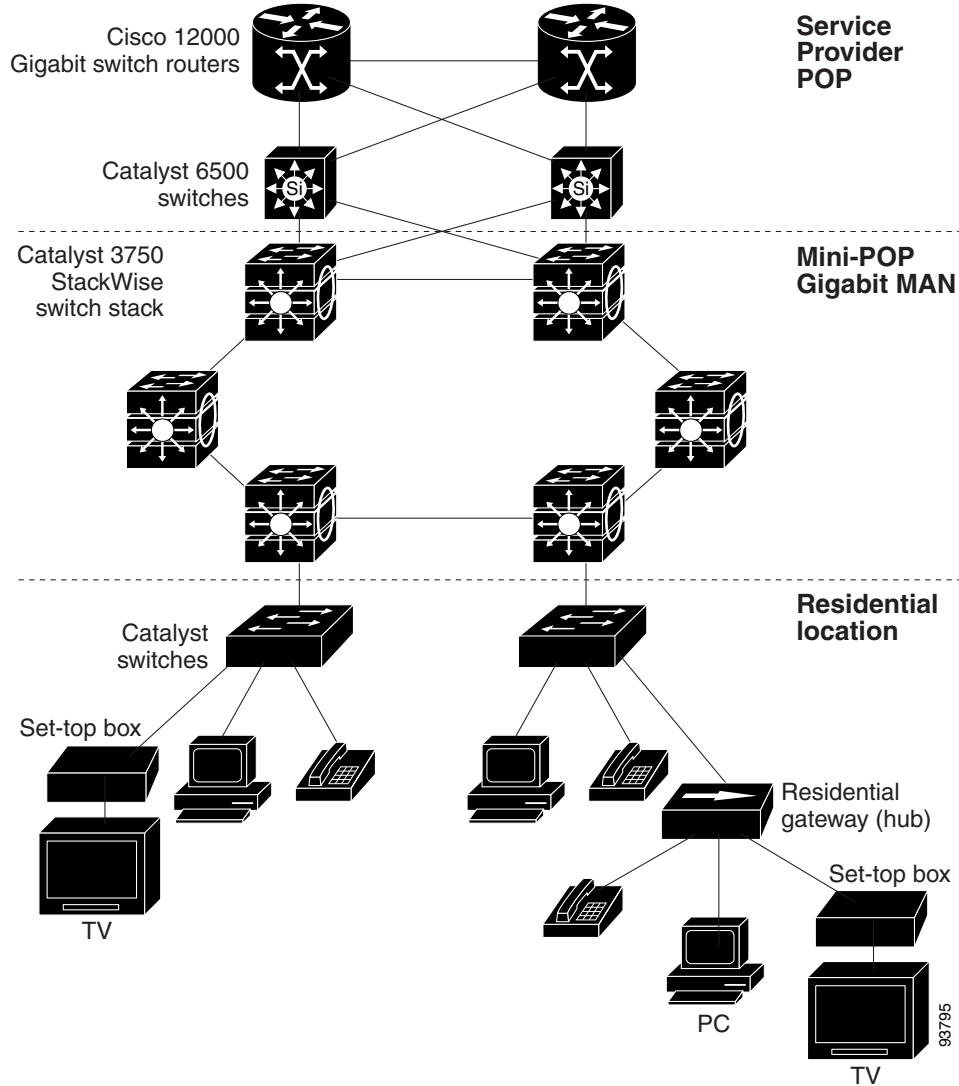 Cisco 12000
Gigabit switch routers
Service
Provider
POP
Catalyst 6500
switches
Si
Si
Catalyst 3750
StackWise
switch stack
Mini-POP
Gigabit MAN
Residential
location
Catalyst
switches
Set-top box
TV
Residential
gateway (hub)
Set-top box
PC
TV
93795